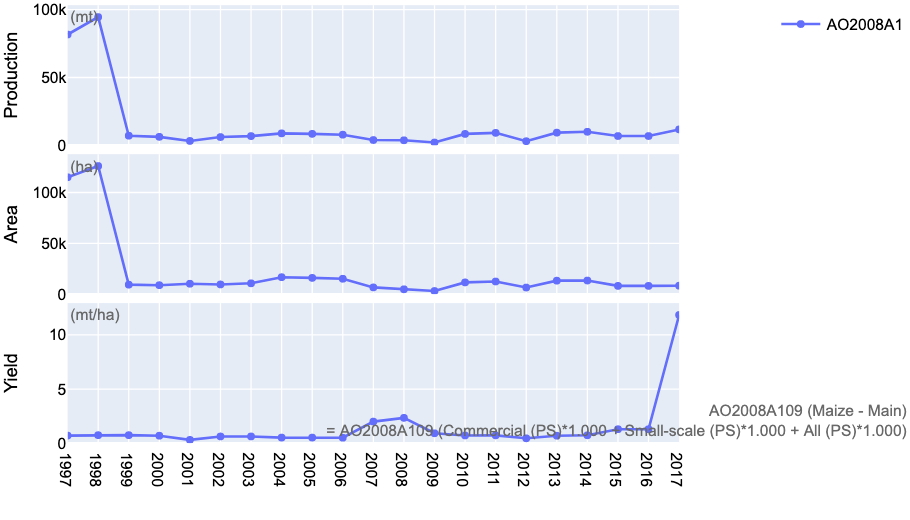 100k
(mt)
AO2008A1
Production
50k
0
(ha)
100k
Area
50k
0
(mt/ha)
10
Yield
5
AO2008A109 (Maize - Main)
= AO2008A109 (Commercial (PS)*1.000 + Small-scale (PS)*1.000 + All (PS)*1.000)
0
1997 1998 1999 2000 2001 2002 2003 2004 2005 2006 2007 2008 2009 2010 2011 2012 2013 2014 2015 2016 2017